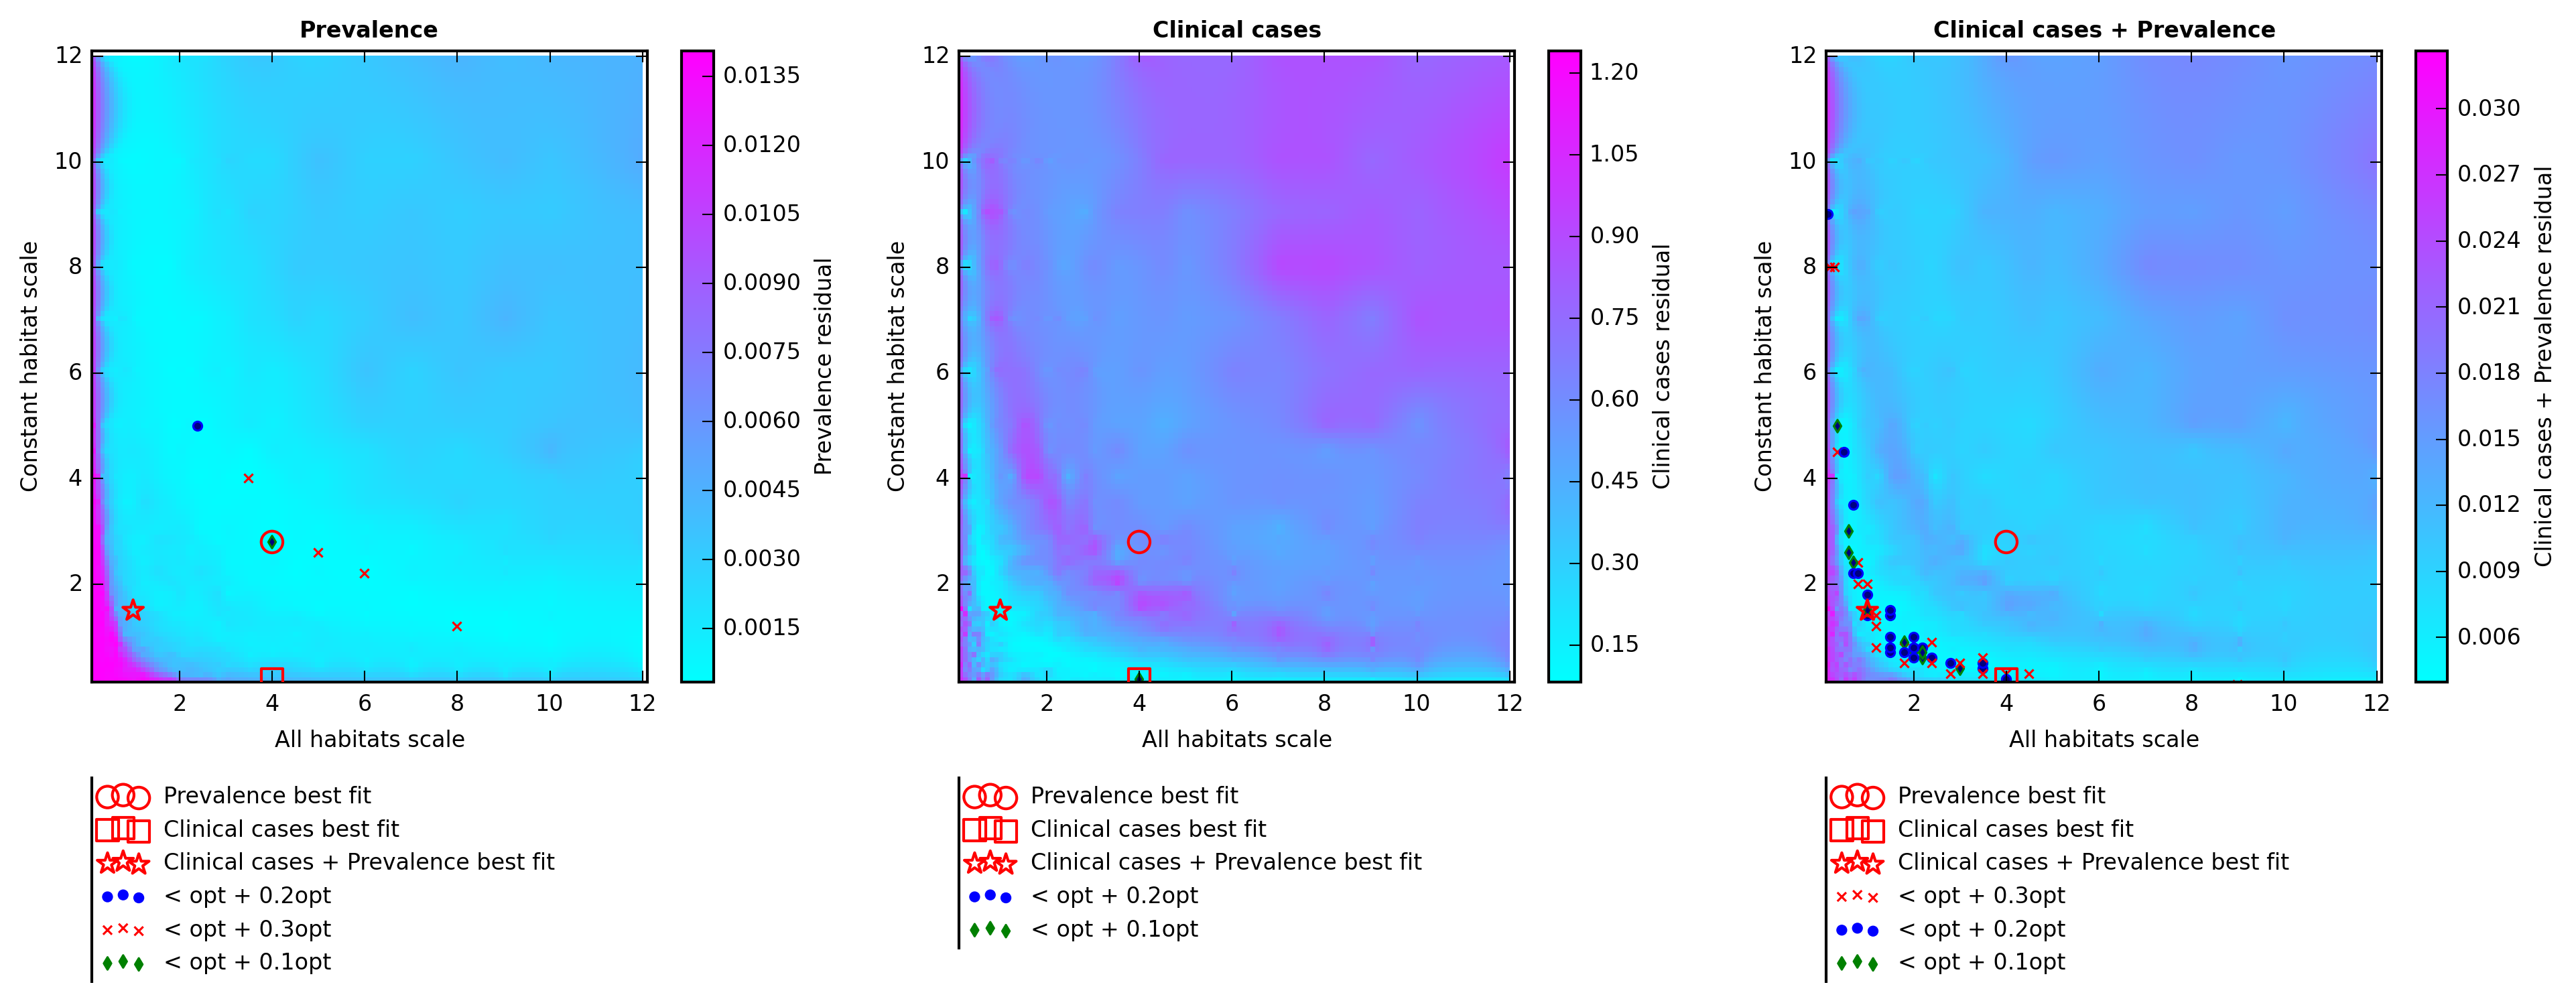 Prevalence
12
10
8
6
4
2
2 4 6 8 10 12
Constant habitat scale
All habitats scale
0.0135
0.0120
0.0105
0.0090
0.0075
0.0060
0.0045
0.0030
0.0015
Prevalence residual
Prevalence best fit
Clinical cases best fit
Clinical cases + Prevalence best fit
< opt + 0.2opt
< opt + 0.3opt
< opt + 0.1opt
Clinical cases
12
10
8
6
4
2
2 4 6 8 10 12
Constant habitat scale
All habitats scale
1.20
1.05
0.90
0.75
0.60
0.45
0.30
0.15
Clinical cases residual
Prevalence best fit
Clinical cases best fit
Clinical cases + Prevalence best fit
< opt + 0.2opt
< opt + 0.1opt
Clinical cases + Prevalence
12
10
8
6
4
2
2 4 6 8 10 12
Constant habitat scale
All habitats scale
0.030
0.027
0.024
0.021
0.018
0.015
0.012
0.009
0.006
Clinical cases + Prevalence residual
Prevalence best fit
Clinical cases best fit
Clinical cases + Prevalence best fit
< opt + 0.3opt
< opt + 0.2opt
< opt + 0.1opt